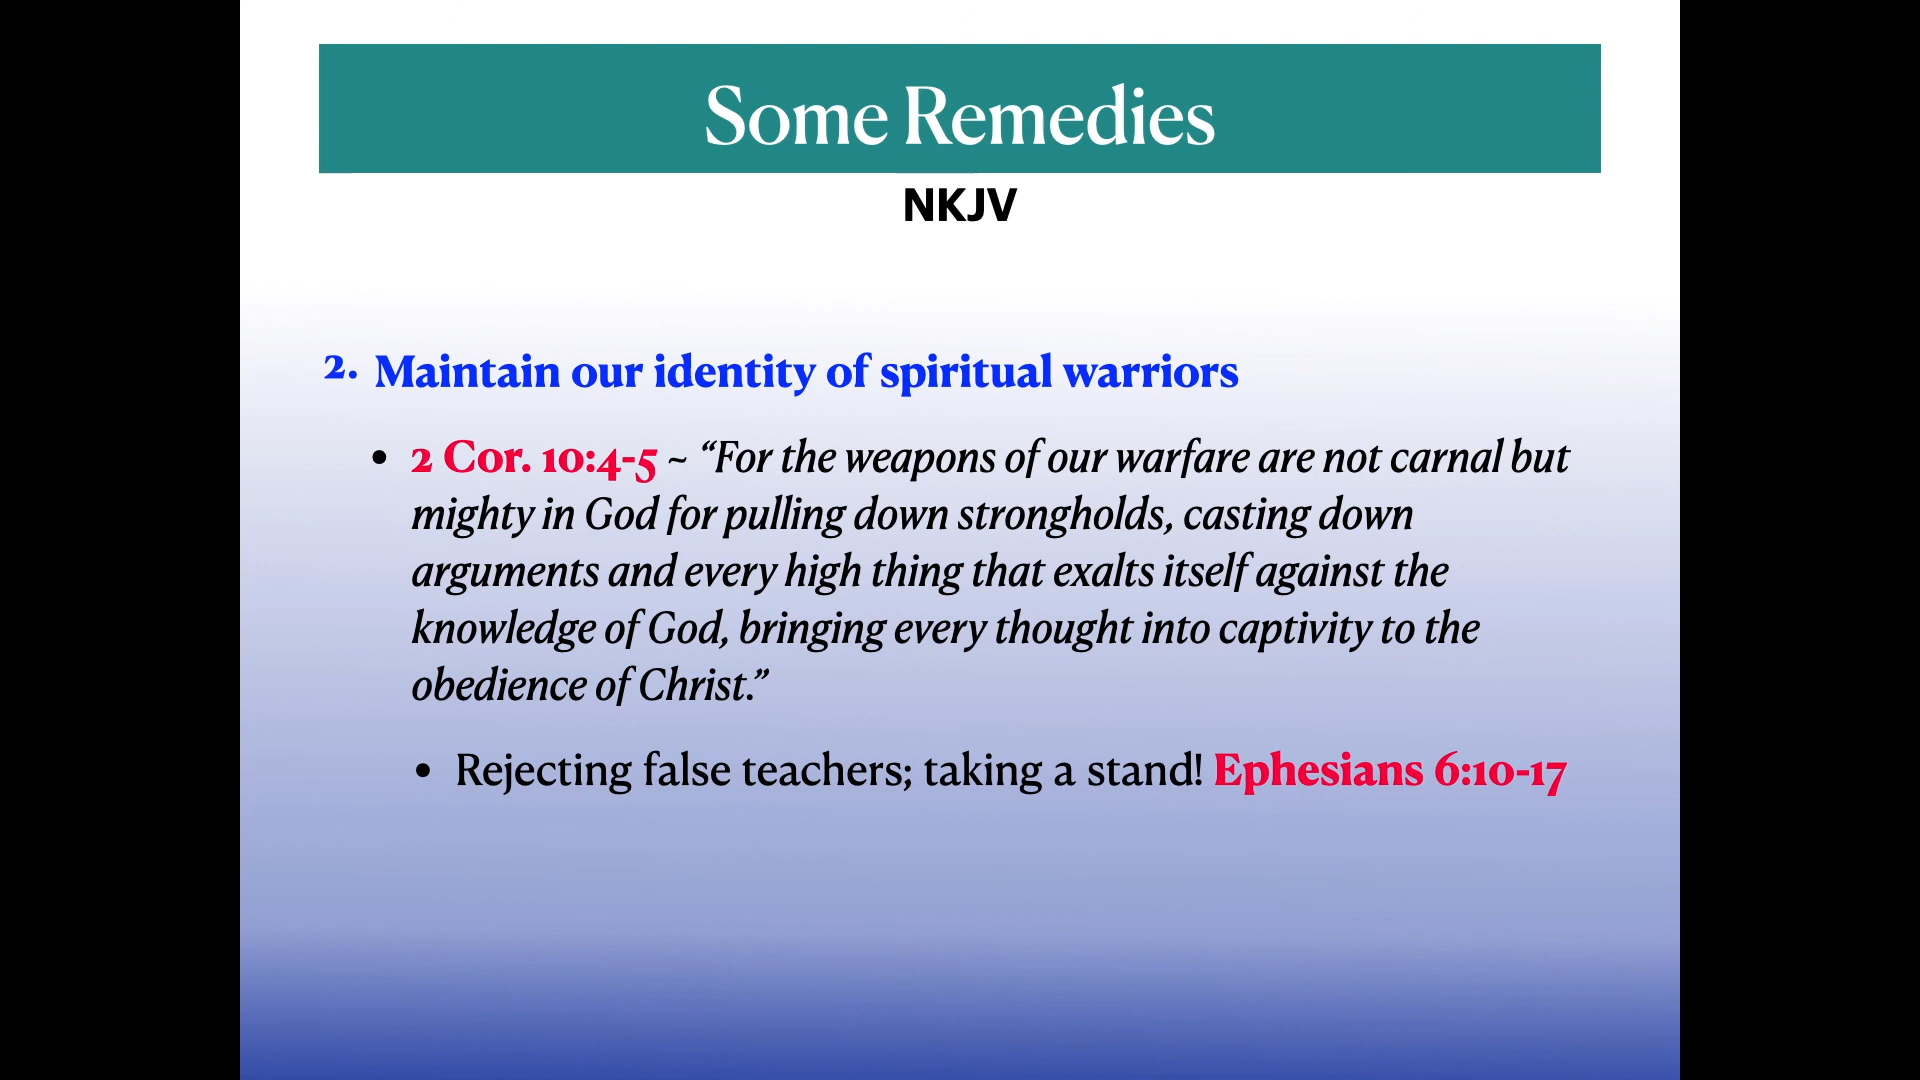 Some Remedies
NKJV
2. Maintain our identity of spiritual warriors
• 2 Cor. 10:4-5 ~ “For the weapons of our warfare are not carnal but
mighty in God for pulling down strongholds, casting down
arguments and every high thing that exalts itself against the
knowledge of God, bringing every thought into captivity to the
obedience of Christ.”
• Rejecting false teachers; taking a stand! Ephesians 6:10-17